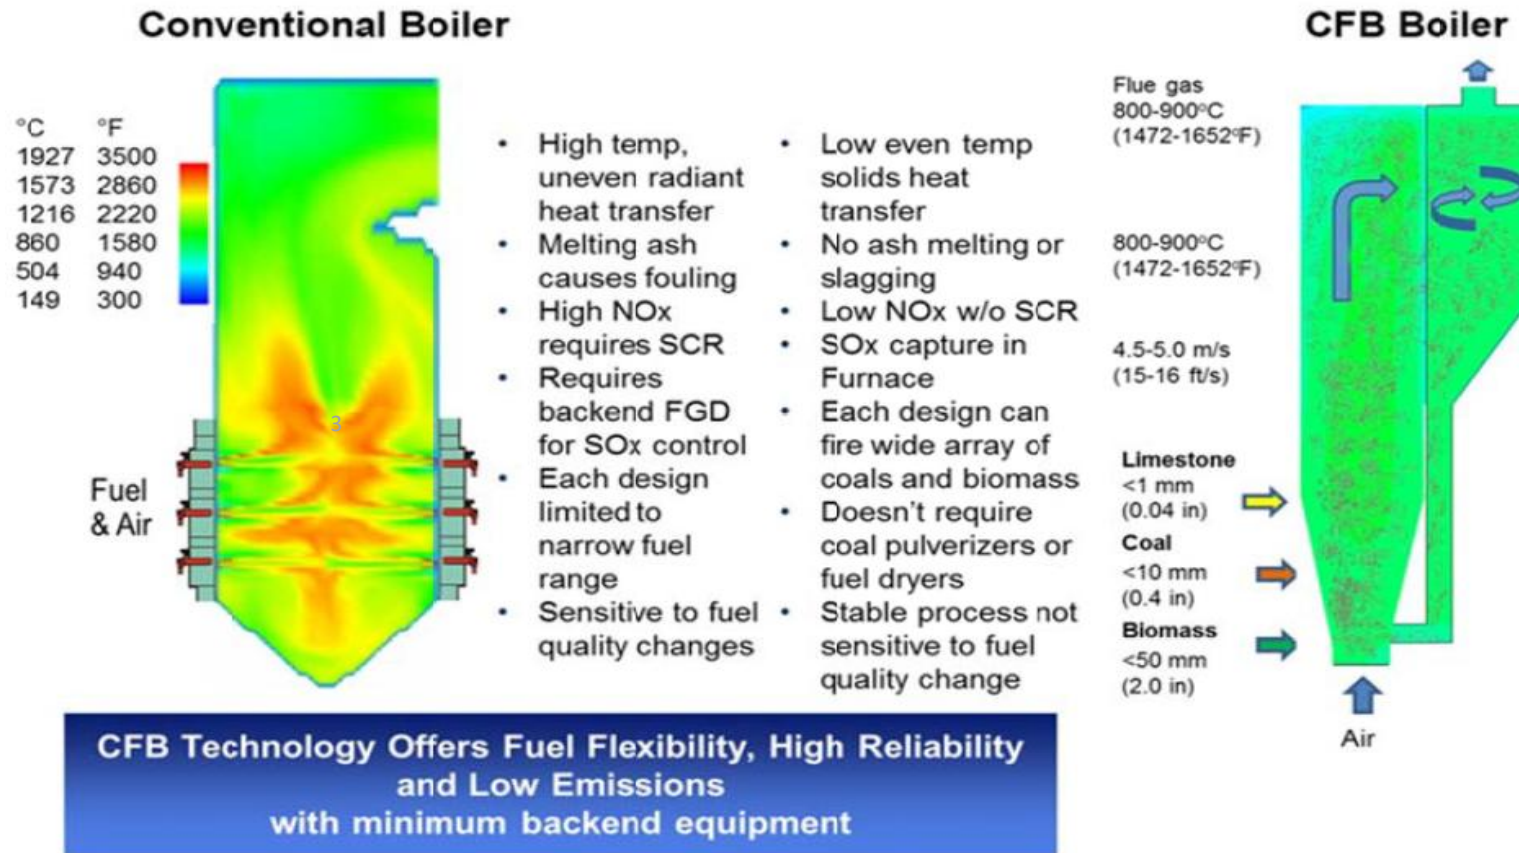 Conventional Boiler
CFB Boiler
°C °F
1927 3500
1573 2860
1216 2220
860 1580
504 940
149 300
3
Fuel
& Air
• High temp,
uneven radiant
heat transfer
• Melting ash
causes fouling
• High NOx
requires SCR
• Requires
backend FGD
for SOx control
• Each design
limited to
narrow fuel
range
• Sensitive to fuel
quality changes
• Low even temp
solids heat
transfer
• No ash melting or
slagging
• Low NOx w/o SCR
• SOx capture in
Furnace
• Each design can
fire wide array of
coals and biomass
• Doesn't require
coal pulverizers or
fuel dryers
• Stable process not
sensitive to fuel
quality change
Flue gas
800-900°C
(1472-1652°F)
800-900°C
(1472-1652°F)
4.5-5.0 m/s
(15-16 ft/s)
Limestone
<1 mm
(0.04 in)
Coal
<10 mm
(0.4 in)
Biomass
<50 mm
(2.0 in)
Air
CFB Technology Offers Fuel Flexibility, High Reliability
and Low Emissions
with minimum backend equipment